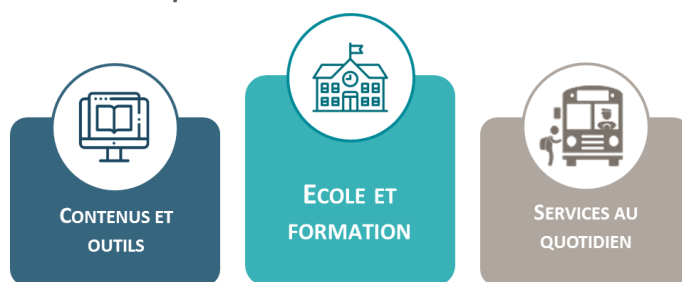 CONTENUS ET
OUTILS
ECOLE ET
FORMATION
SERVICES AU
QUOTIDIEN